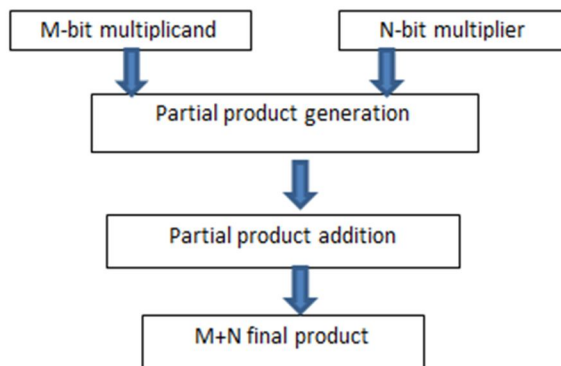 M-bit multiplicand
N-bit multiplier
Partial product generation
Partial product addition
M+N final product